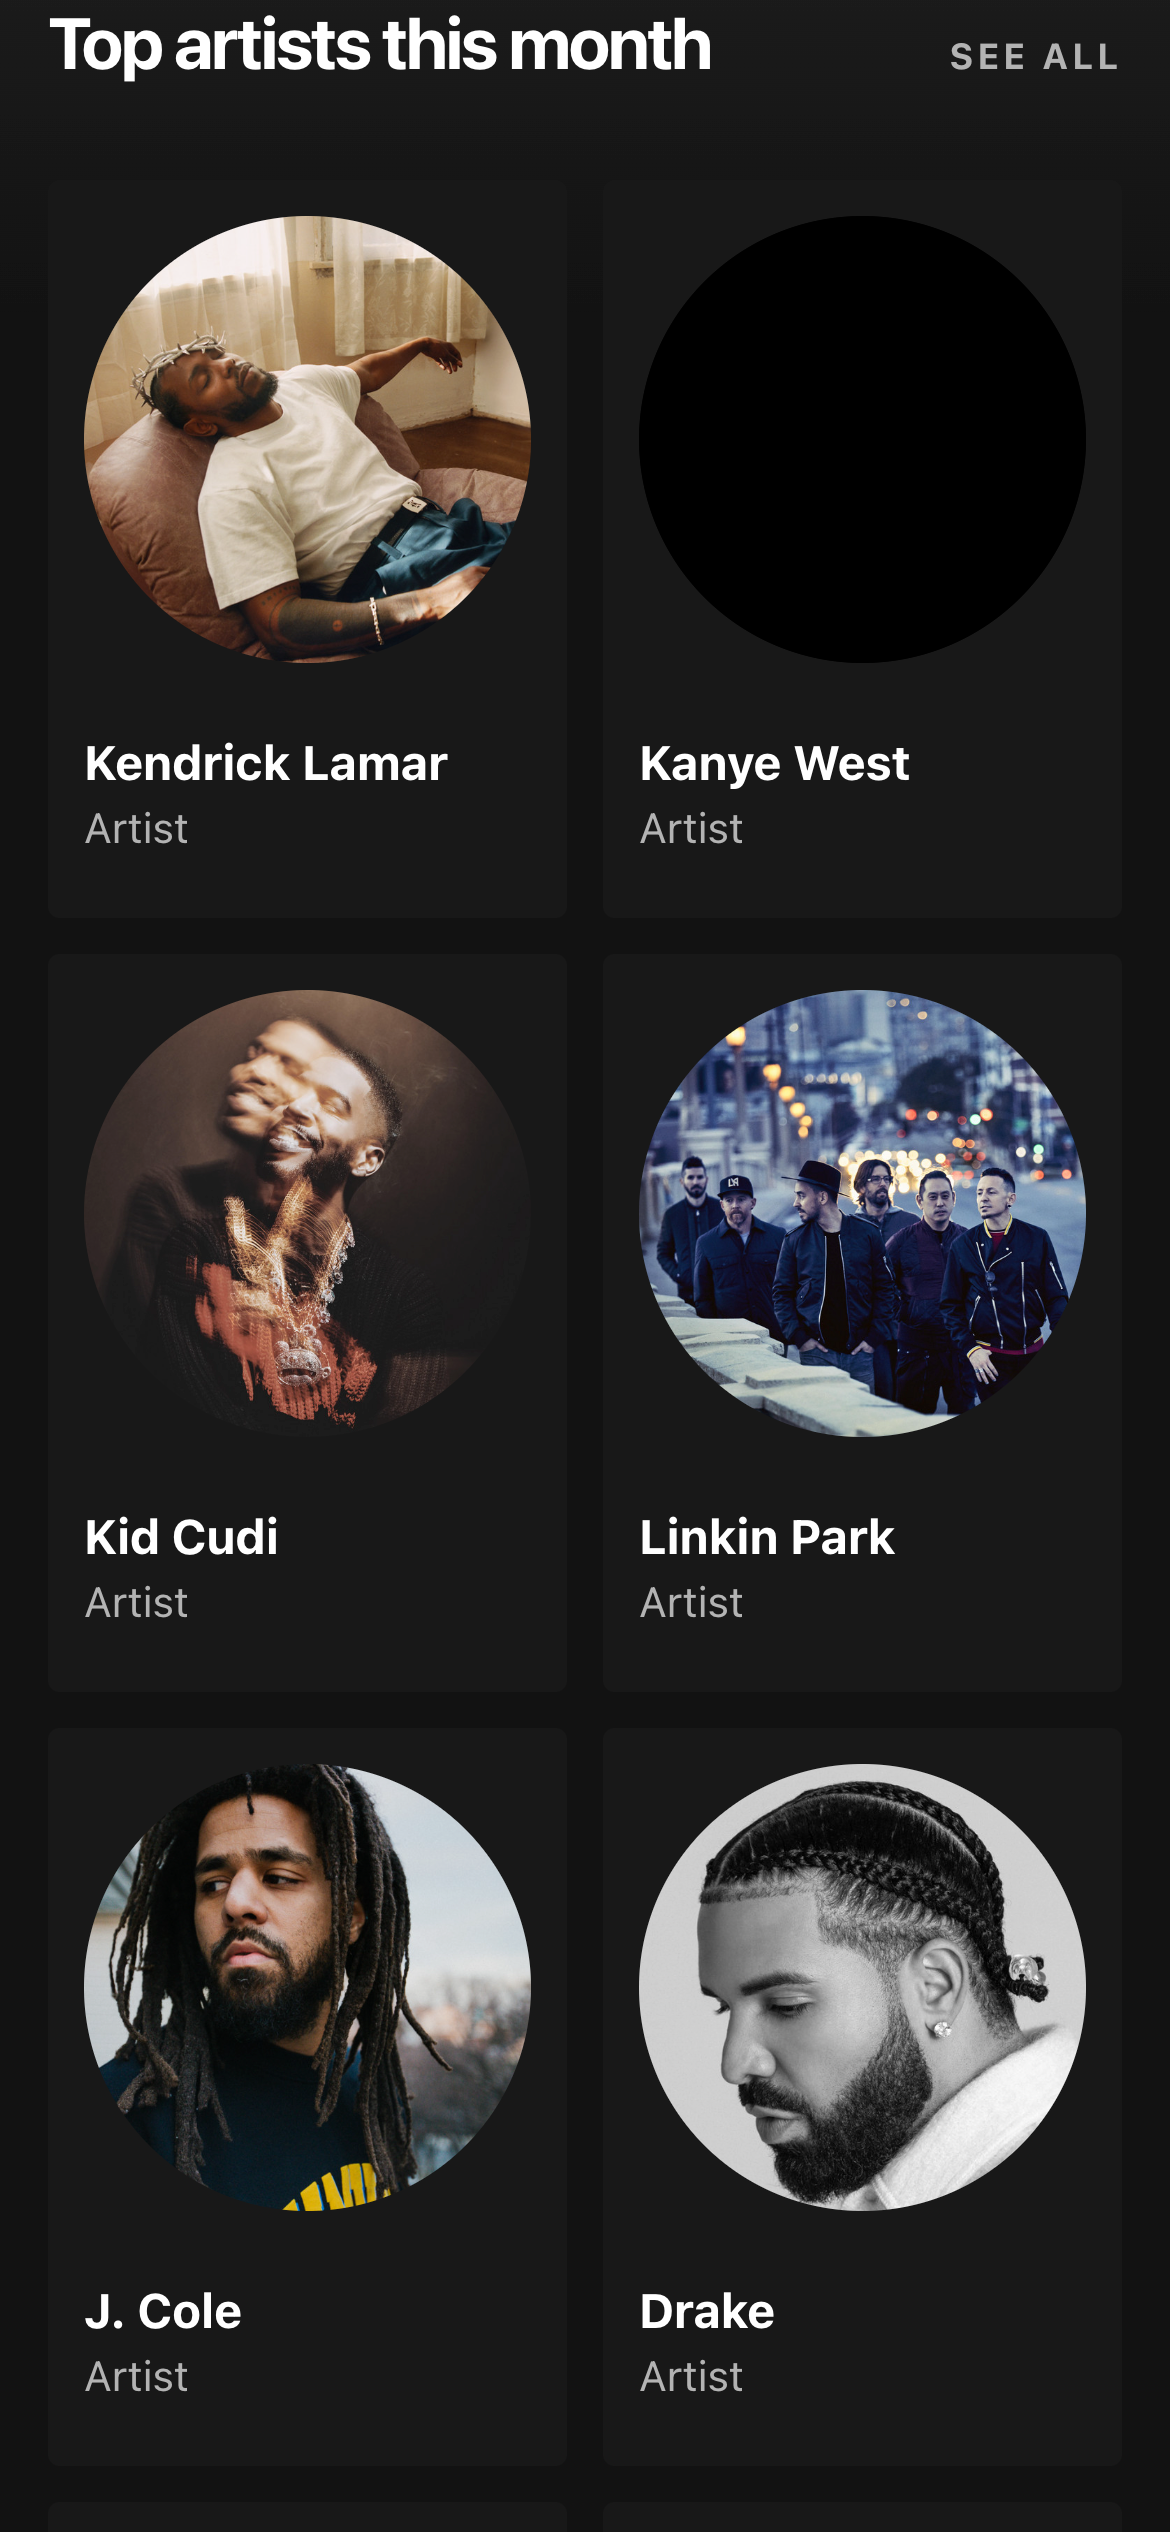 Top artists this month
SEE ALL
Kendrick Lamar
Artist
Kanye West
Artist
Kid Cudi
Artist
Linkin Park
Artist
J. Cole
Artist
Drake
Artist